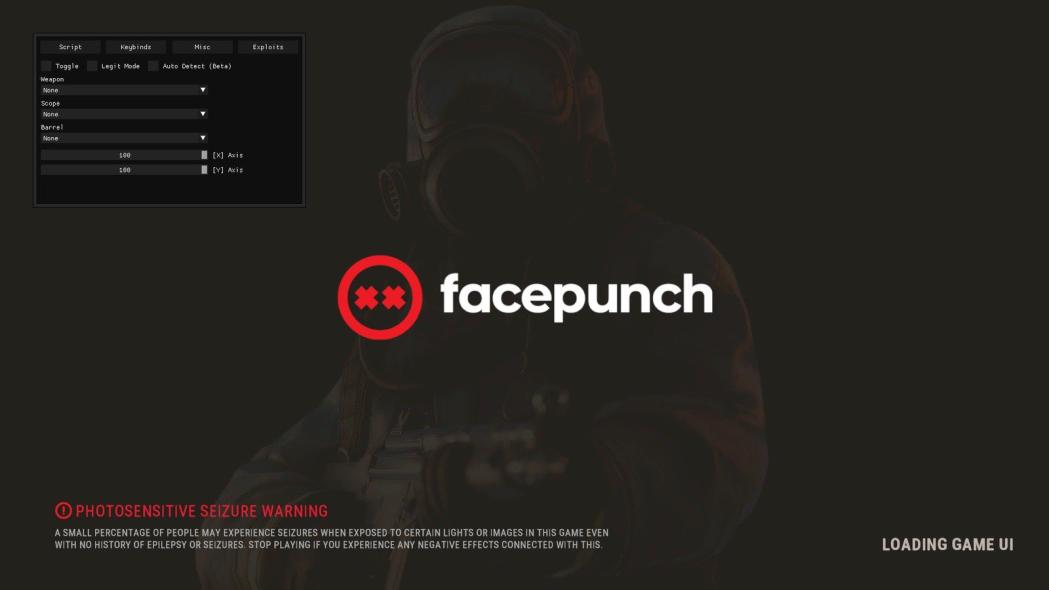 Script Keybinds Misc Exploits
Toggle Legit Mode Auto Detect (Beta)
Weapon
None
Scope
None
Barrel
None
100 [X] Axis
100 [Y] Axis
facepunch
PHOTOSENSITIVE SEIZURE WARNING
A SMALL PERCENTAGE OF PEOPLE MAY EXPERIENCE SEIZURES WHEN EXPOSED TO CERTAIN LIGHTS OR IMAGES IN THIS GAME EVEN
WITH NO HISTORY OF EPILEPSY OR SEIZURES. STOP PLAYING IF YOU EXPERIENCE ANY NEGATIVE EFFECTS CONNECTED WITH THIS.
LOADING GAME UI